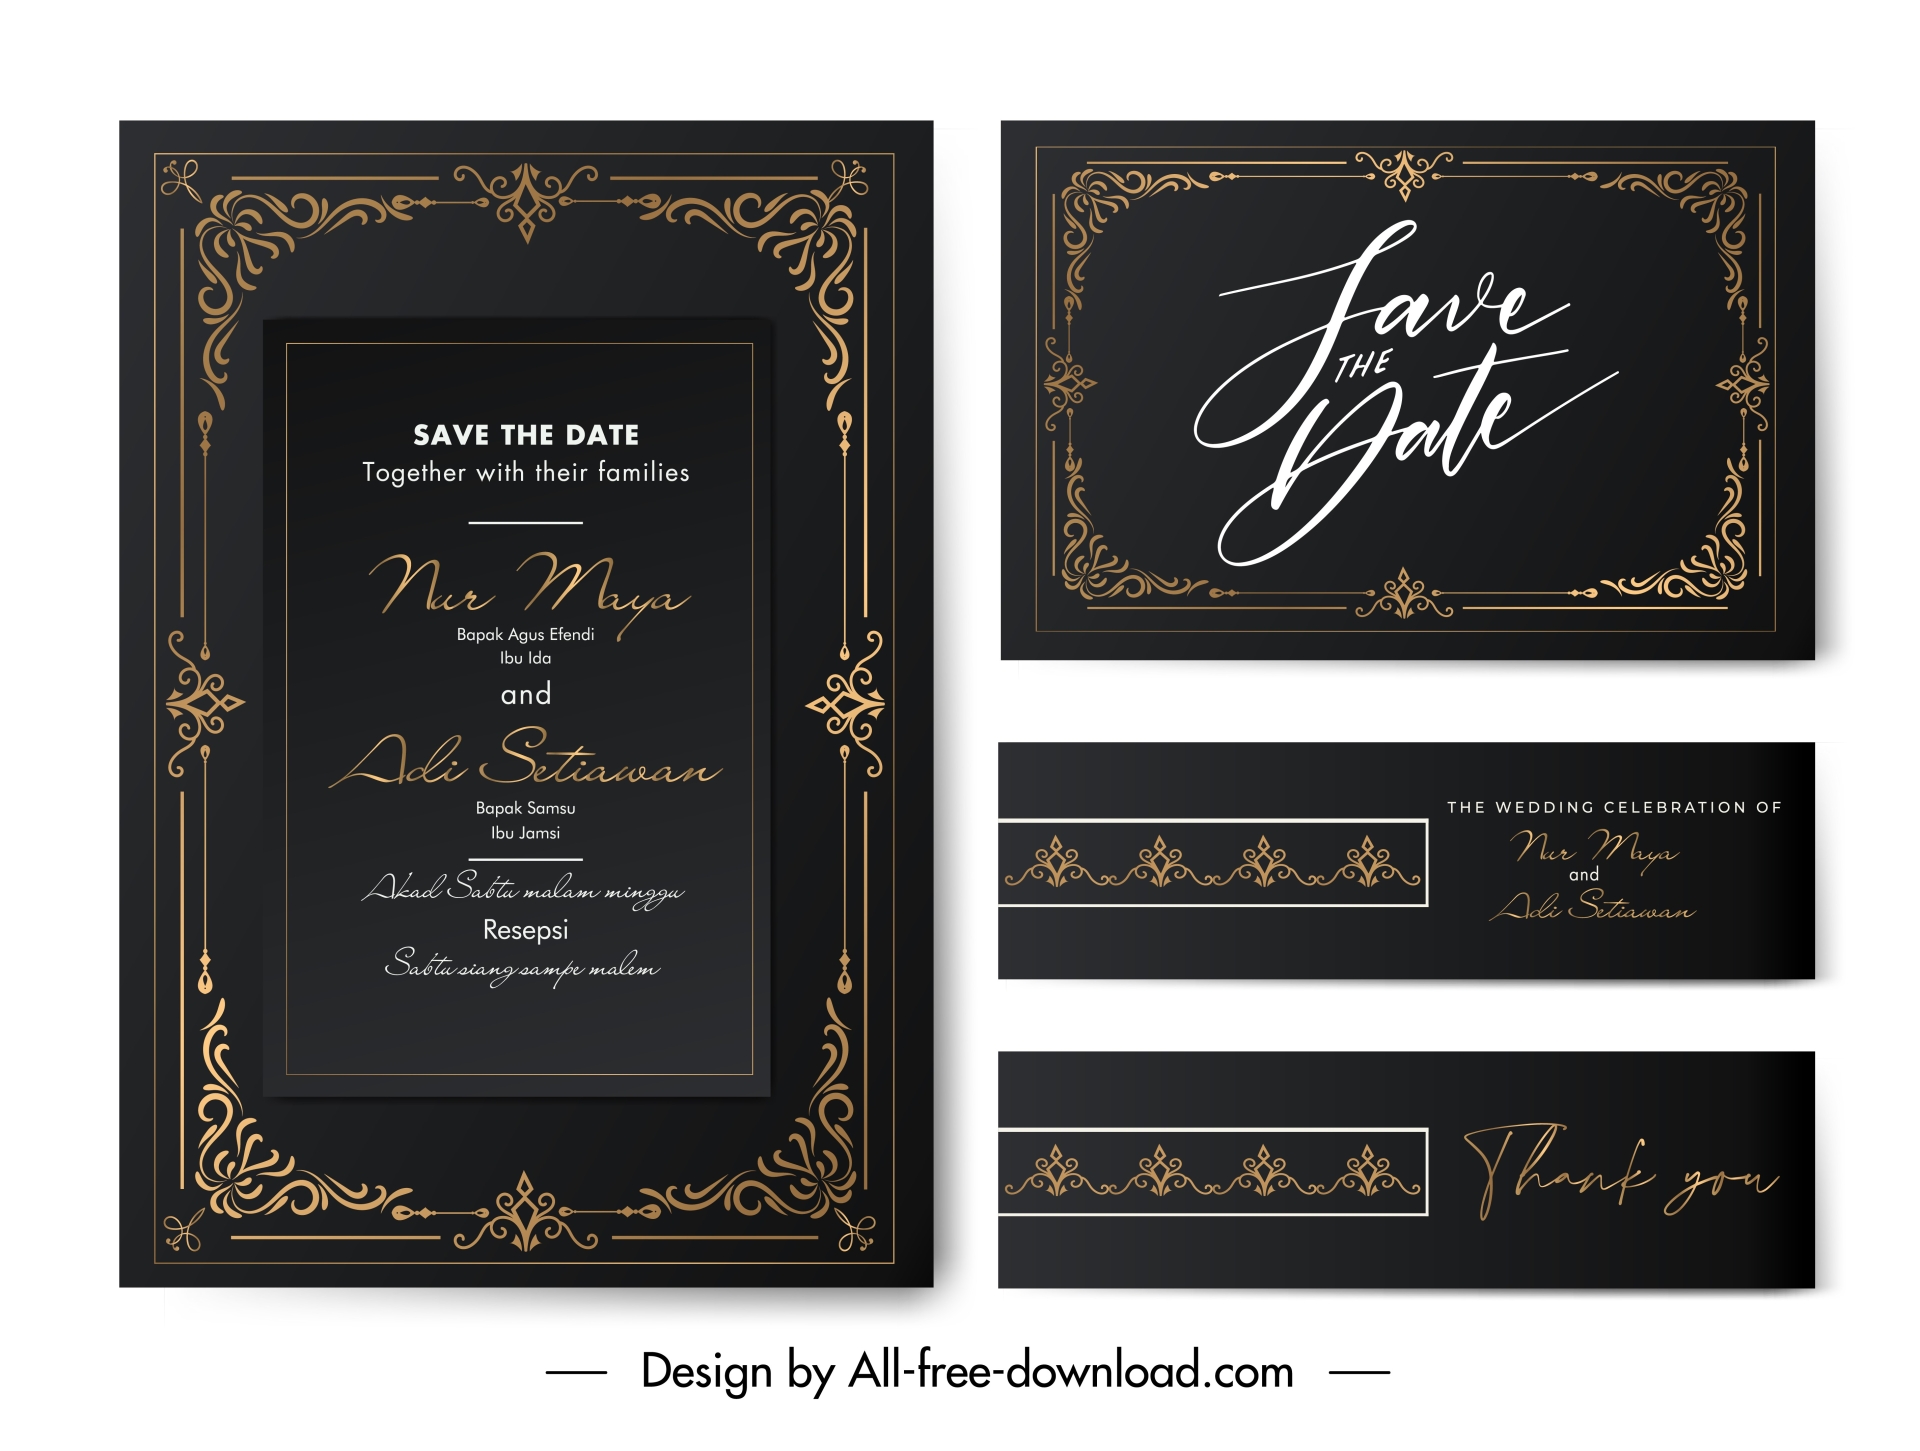 SAVE THE DATE
Together with their families
Nur Maya
Bapak Agus Efendi
Ibu Ida
and
Adi Setiawan
Bapak Samsu
Ibu Jamsi
Akad Sabtu malam minggu
Resepsi
Sabtu siang sampe malem
Save
THE
Date
THE WEDDING CELEBRATION OF
Nur Maya
and
Adi Setiawan
Thank you
Design by All-free-download.com